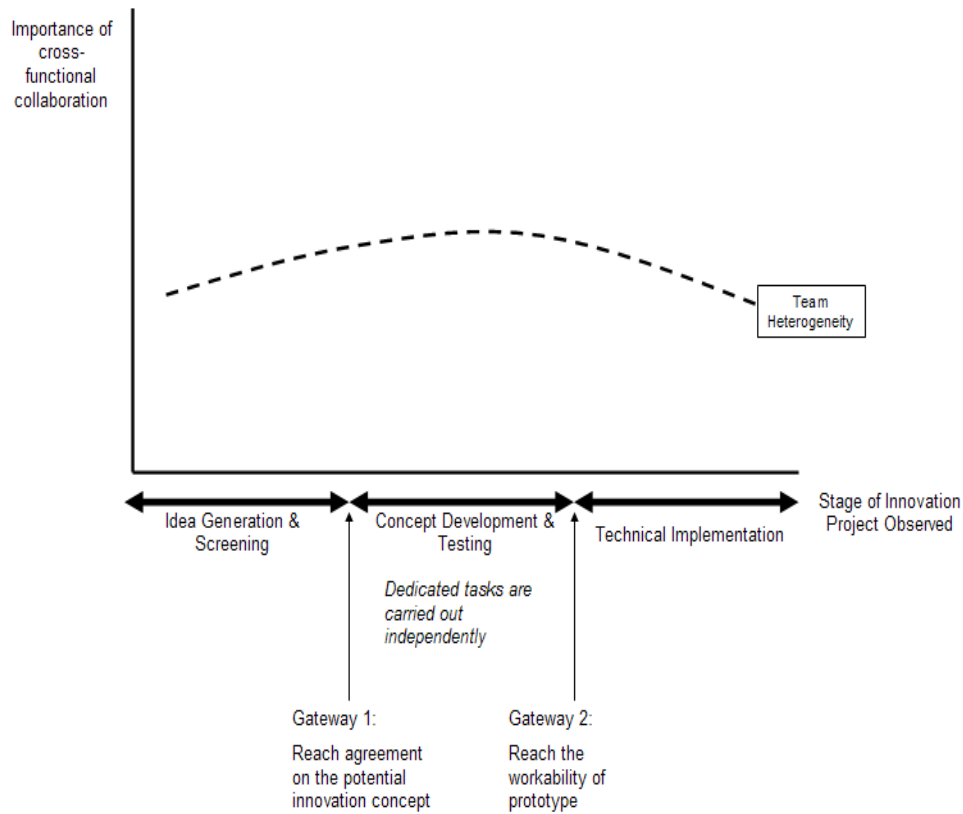 Importance of
cross-
functional
collaboration
Team
Heterogeneity
Idea Generation &
Screening
Concept Development &
Testing
Technical Implementation
Stage of Innovation
Project Observed
Dedicated tasks are
carried out
independently
Gateway 1:
Reach agreement
on the potential
innovation concept
Gateway 2:
Reach the
workability of
prototype